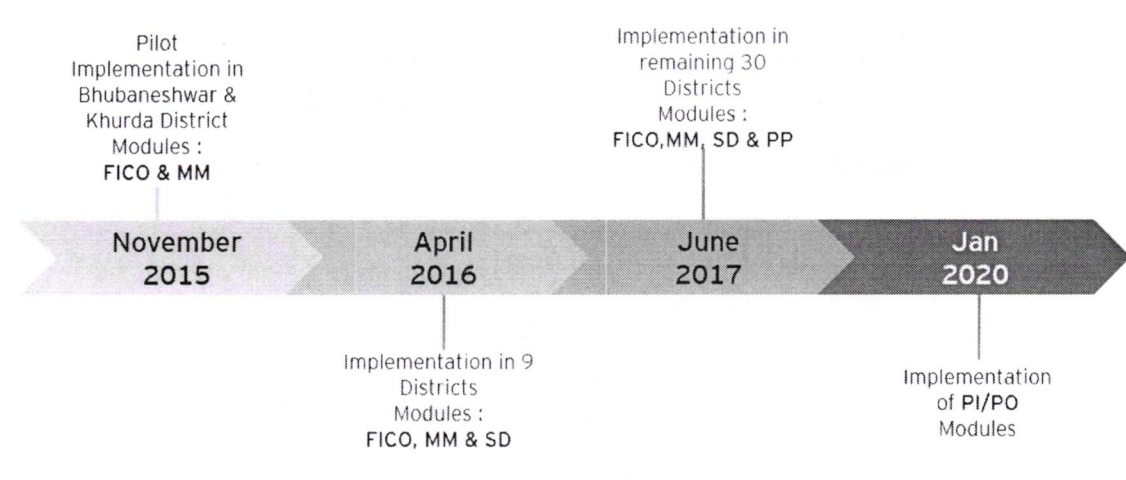 Pilot
Implementation in
Bhubaneshwar &
Khurda District
Modules :
FICO & MM
Implementation in
remaining 30
Districts
Modules :
FICO,MM, SD & PP
November
2015
April
2016
June
2017
Jan
2020
Implementation in 9
Districts
Modules :
FICO, MM & SD
Implementation
of PI/PO
Modules